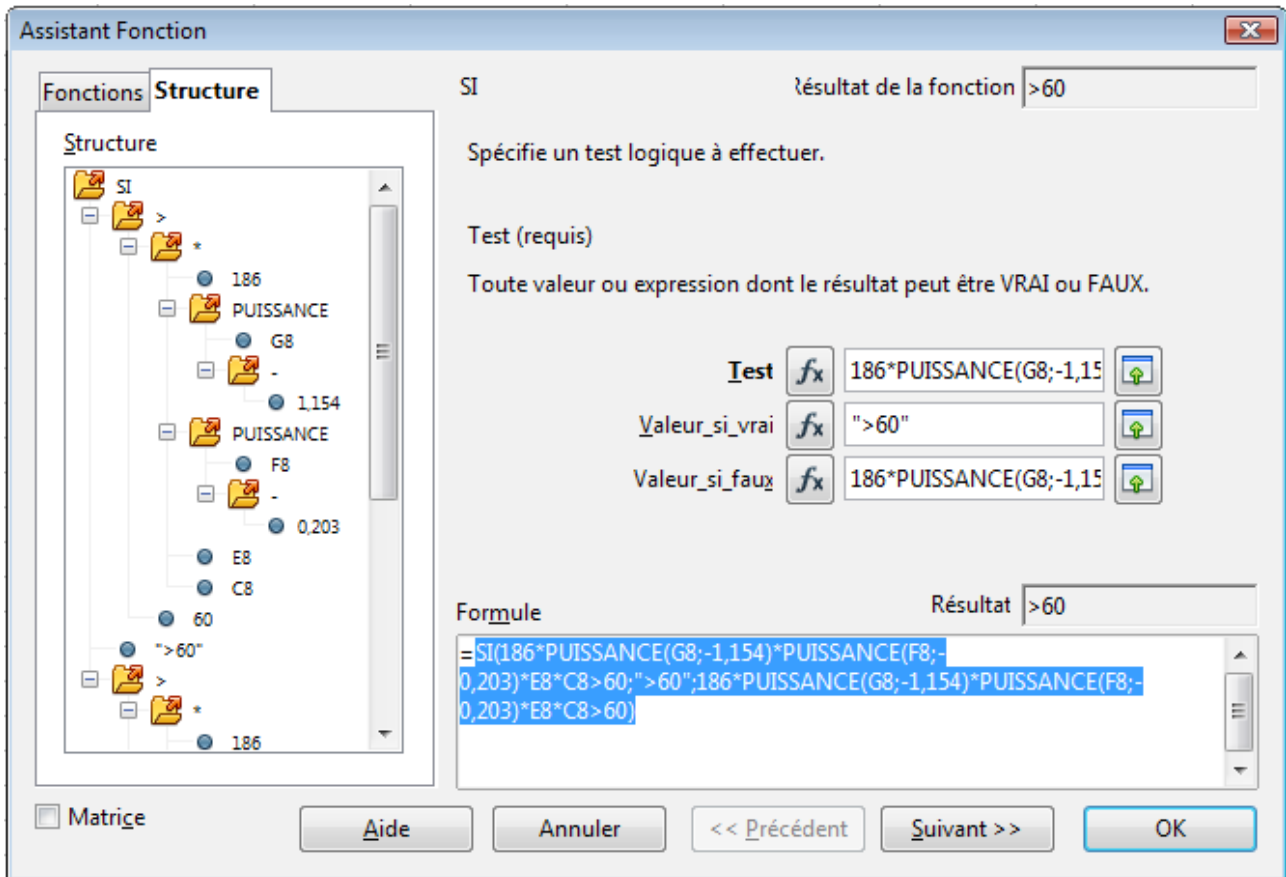 Assistant Fonction
Fonctions Structure
SI
Résultat de la fonction >60
Structure
Spécifie un test logique à effectuer.
SI
>
*
186
PUISSANCE
G8
-
1,154
PUISSANCE
F8
-
0,203
E8
C8
60
">60"
>
*
186
Test (requis)
Toute valeur ou expression dont le résultat peut être VRAI ou FAUX.
Test fx 186*PUISSANCE(G8;-1,15
Valeur_si_vrai fx ">60"
Valeur_si_faux fx 186*PUISSANCE(G8;-1,15
Formule
Résultat >60
=SI(186*PUISSANCE(G8;-1,154)*PUISSANCE(F8;-
0,203)*E8*C8>60;">60";186*PUISSANCE(G8;-1,154)*PUISSANCE(F8;-
0,203)*E8*C8>60)
Matrice
Aide
Annuler
<< Précédent
Suivant >>
OK